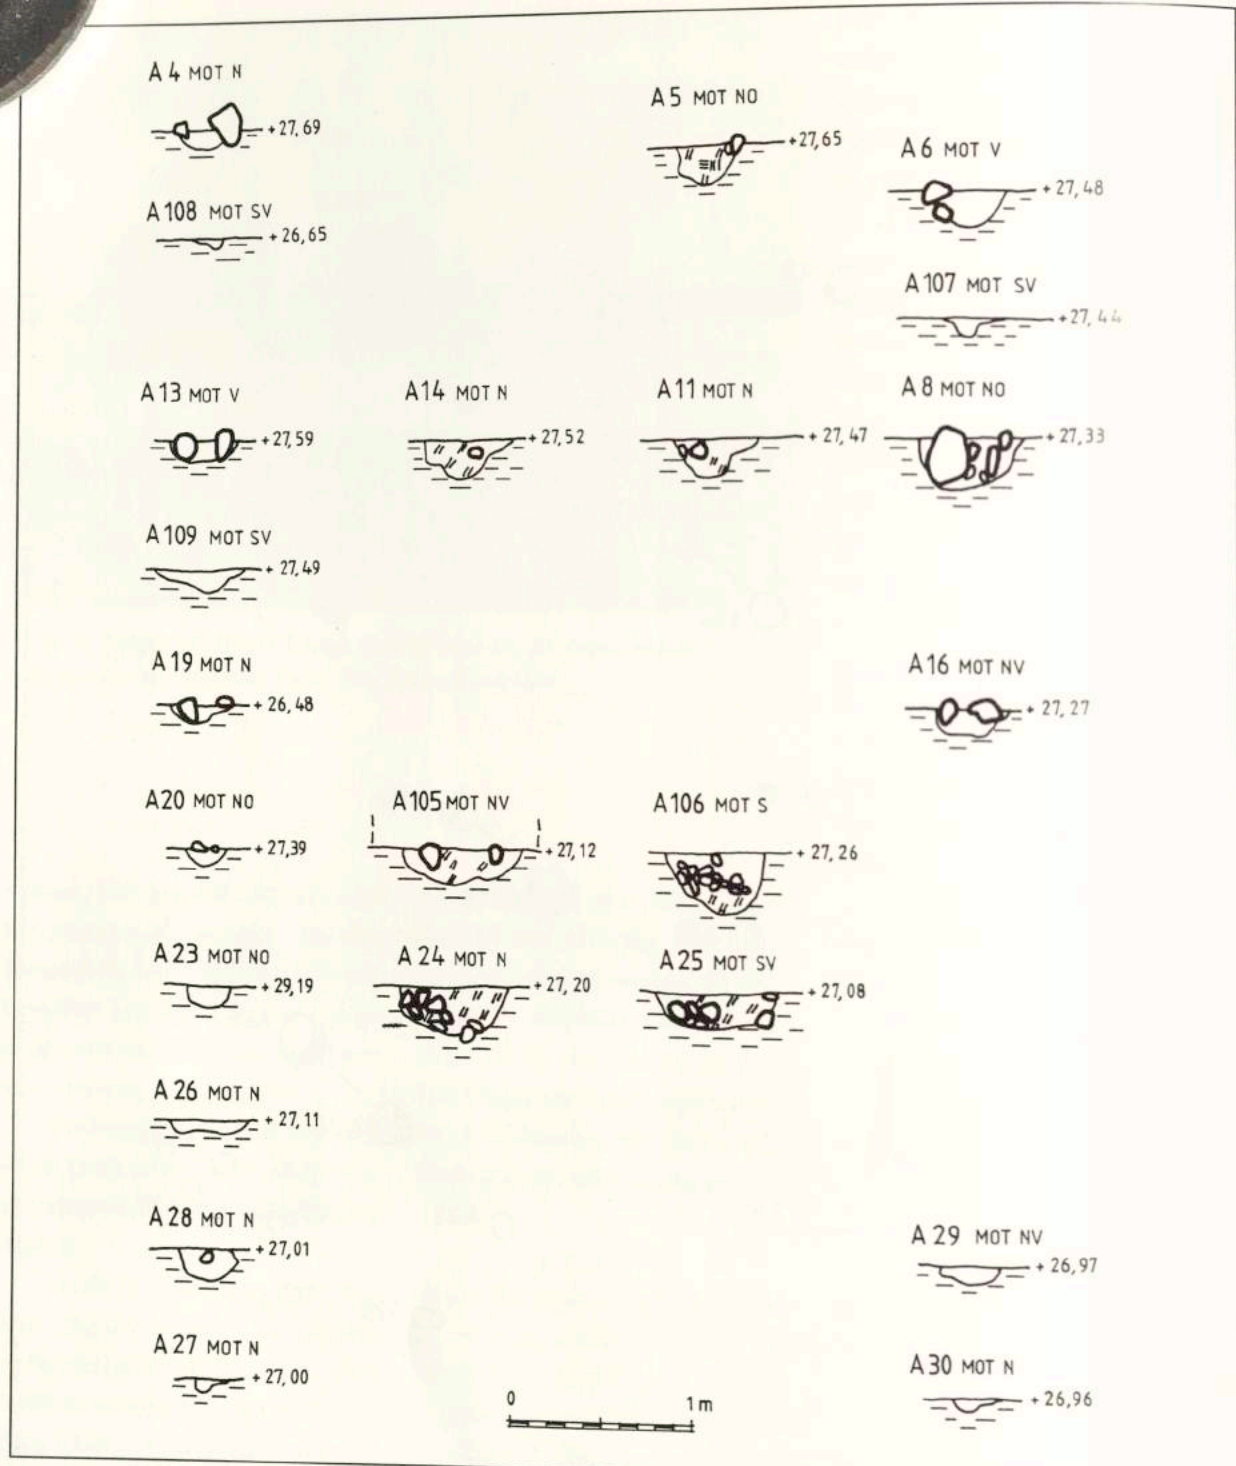 A 4 MOT N
+27,69
A 5 MOT NO
+27,65
A 6 MOT V
+27,48
A 108 MOT SV
+26,65
A 107 MOT SV
+27,44
A 13 MOT V
+27,59
A 14 MOT N
+27,52
A 11 MOT N
+27,47
A 8 MOT NO
+27,33
A 109 MOT SV
+27,49
A 19 MOT N
+26,48
A 16 MOT NV
+27,27
A 20 MOT NO
+27,39
A 105 MOT NV
+27,12
A 106 MOT S
+27,26
A 23 MOT NO
+29,19
A 24 MOT N
+27,20
A 25 MOT SV
+27,08
A 26 MOT N
+27,11
A 28 MOT N
+27,01
A 29 MOT NV
+26,97
A 27 MOT N
+27,00
A 30 MOT N
+26,96
0 1 m